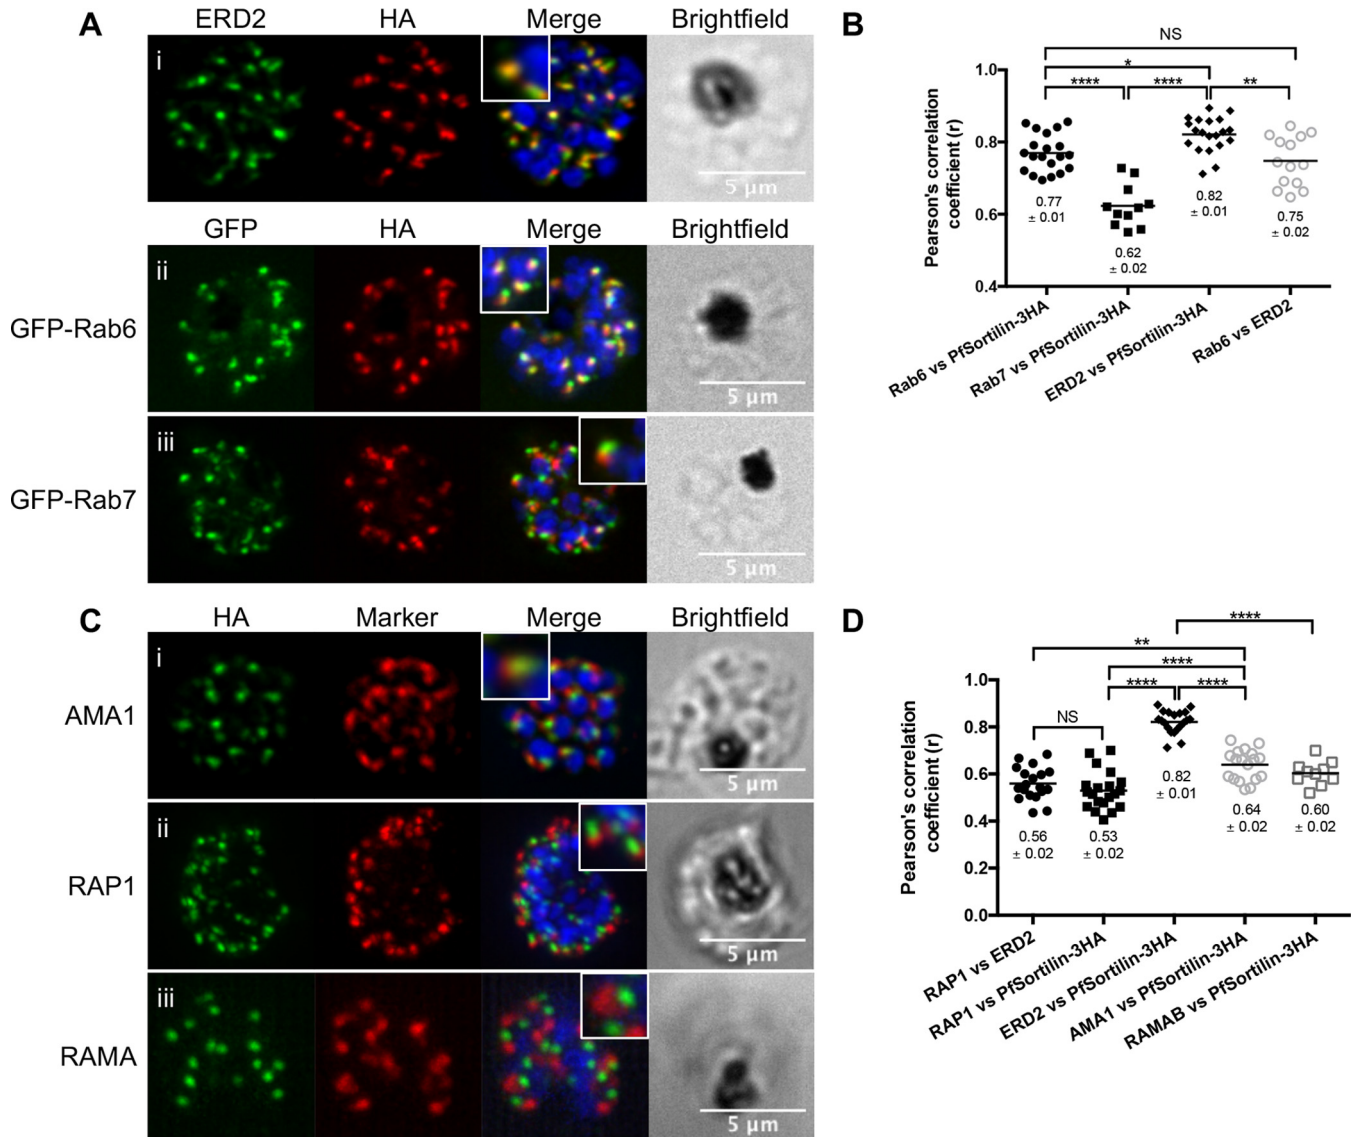 A
ERD2
HA
Merge
Brightfield
i
5 µm
GFP
HA
Merge
GFP-Rab6
ii
5 µm
GFP-Rab7
iii
5 µm
B
NS
*
****
****
**
Pearson's correlation
coefficient (r)
1.0
0.8
0.6
0.4
0.77
± 0.01
0.62
± 0.02
0.82
± 0.01
0.75
± 0.02
Rab6 vs PfSortilin-3HA
Rab7 vs PfSortilin-3HA
ERD2 vs PfSortilin-3HA
Rab6 vs ERD2
C
HA
Marker
Merge
Brightfield
AMA1
i
5 µm
RAP1
ii
5 µm
RAMA
iii
5 µm
D
****
**
****
****
****
NS
Pearson's correlation
coefficient (r)
1.0
0.8
0.6
0.4
0.2
0.0
0.56
± 0.02
0.53
± 0.02
0.82
± 0.01
0.64
± 0.02
0.60
± 0.02
RAP1 vs ERD2
RAP1 vs PfSortilin-3HA
ERD2 vs PfSortilin-3HA
AMA1 vs PfSortilin-3HA
RAMAB vs PfSortilin-3HA